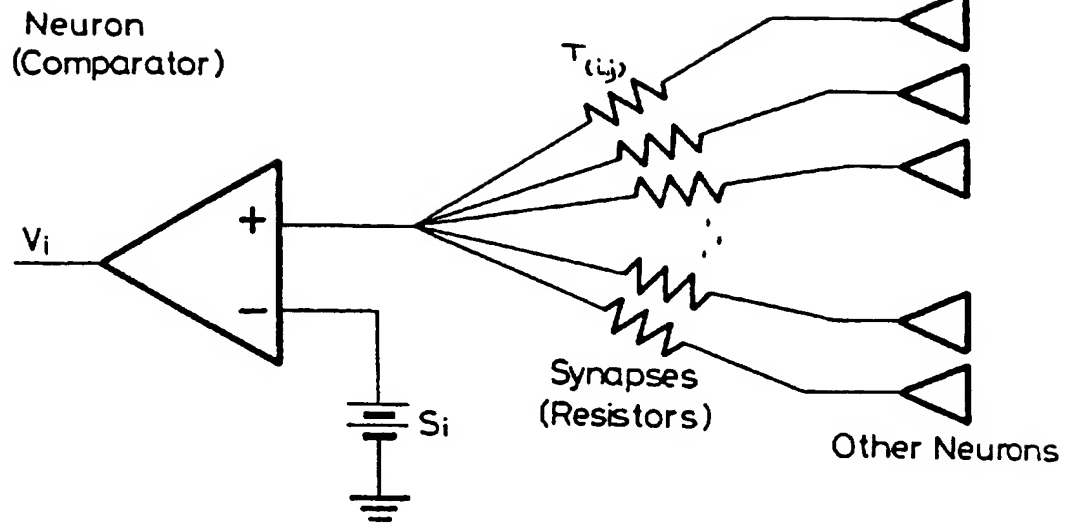 Neuron
(Comparator)
T(i,j)
+
Vi
−
Si
Synapses
(Resistors)
Other Neurons